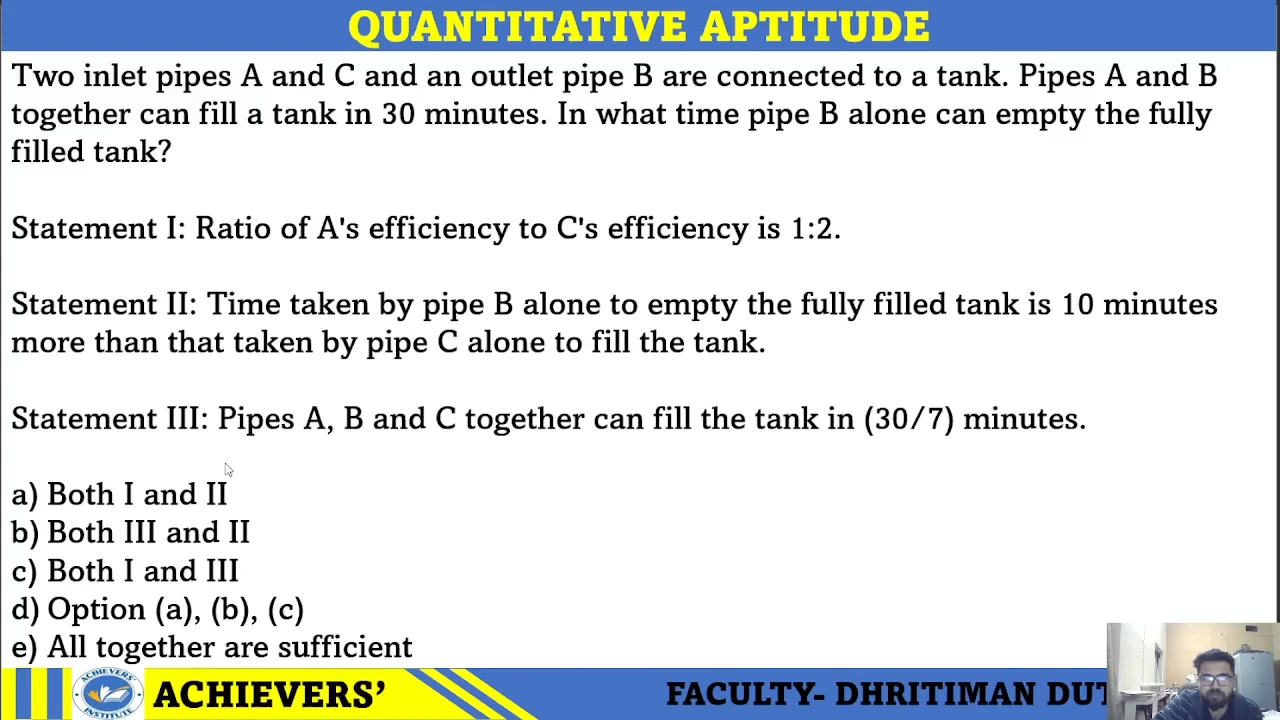 QUANTITATIVE APTITUDE
Two inlet pipes A and C and an outlet pipe B are connected to a tank. Pipes A and B
together can fill a tank in 30 minutes. In what time pipe B alone can empty the fully
filled tank?
Statement I: Ratio of A's efficiency to C's efficiency is 1:2.
Statement II: Time taken by pipe B alone to empty the fully filled tank is 10 minutes
more than that taken by pipe C alone to fill the tank.
Statement III: Pipes A, B and C together can fill the tank in (30/7) minutes.
a) Both I and II
b) Both III and II
c) Both I and III
d) Option (a), (b), (c)
e) All together are sufficient
ACHIEVERS'
INSTITUTE
ACHIEVERS’
FACULTY- DHRITIMAN DUT